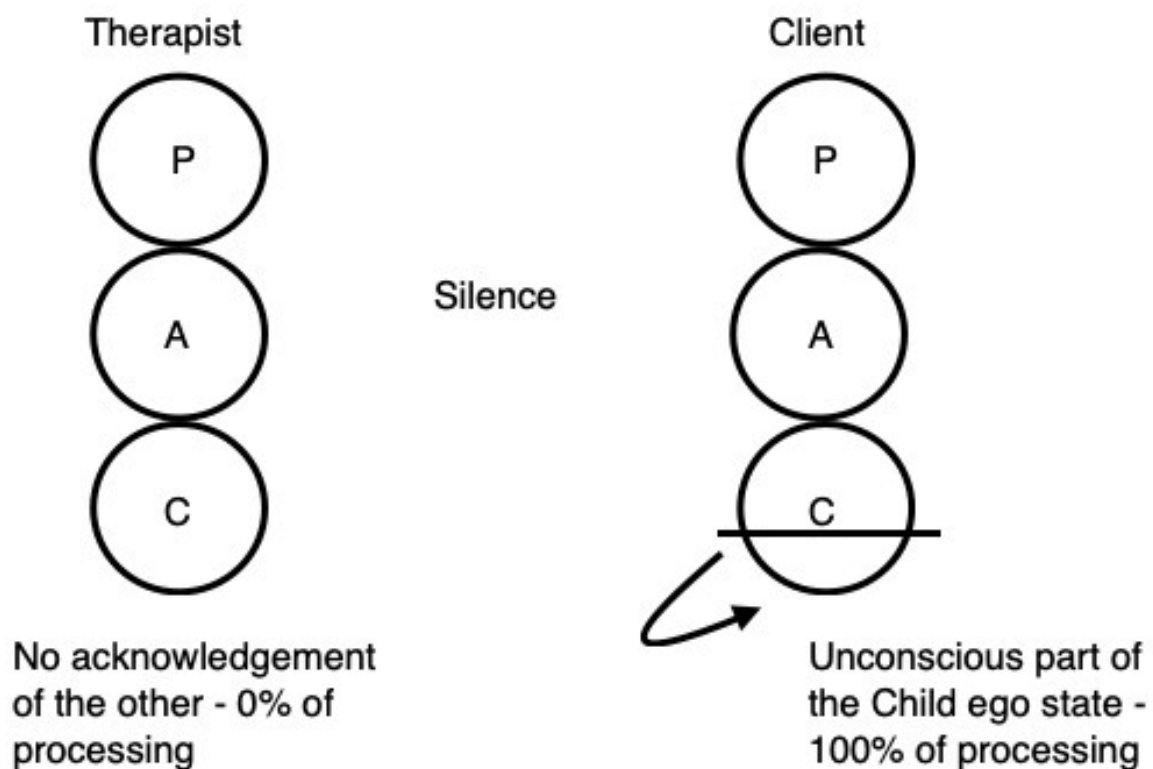 Therapist
Client
P
P
Silence
A
A
C
C
No acknowledgement
of the other - 0% of
processing
Unconscious part of
the Child ego state -
100% of processing